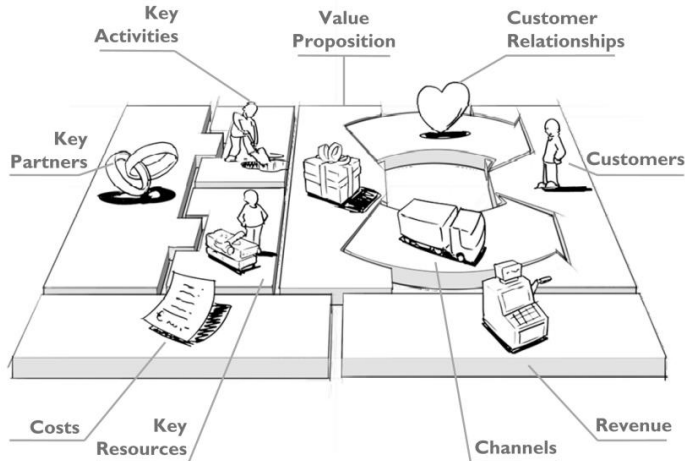 Key
Activities
Value
Proposition
Customer
Relationships
Key
Partners
Customers
Costs
Key
Resources
Channels
Revenue